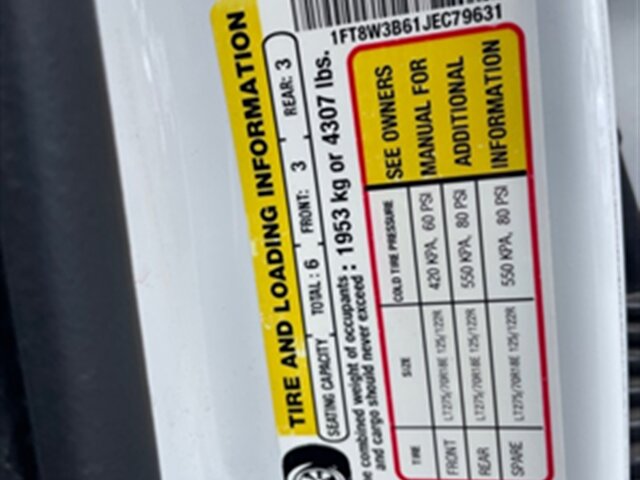 1FT8W3B61JEC79631
TIRE AND LOADING INFORMATION
SEATING CAPACITY TOTAL : 6 FRONT: 3 REAR: 3
e combined weight of occupants : 1953 kg or 4307 lbs.
and cargo should never exceed :
TIRE SIZE COLD TIRE PRESSURE
FRONT LT275/70R18E 125/122R 420 KPA, 60 PSI
REAR LT275/70R18E 125/122R 550 KPA, 80 PSI
SPARE LT275/70R18E 125/122R 550 KPA, 80 PSI
SEE OWNERS
MANUAL FOR
ADDITIONAL
INFORMATION